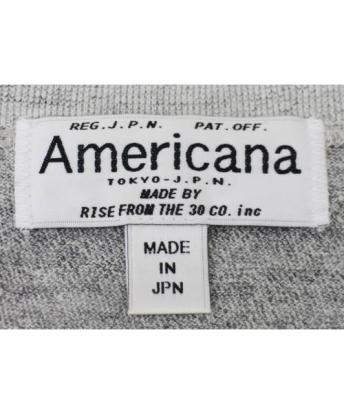 REG.J.P.N. PAT.OFF.
Americana
TOKYO-J.P.N.
MADE BY
RISE FROM THE 30 CO. inc
MADE
IN
JPN